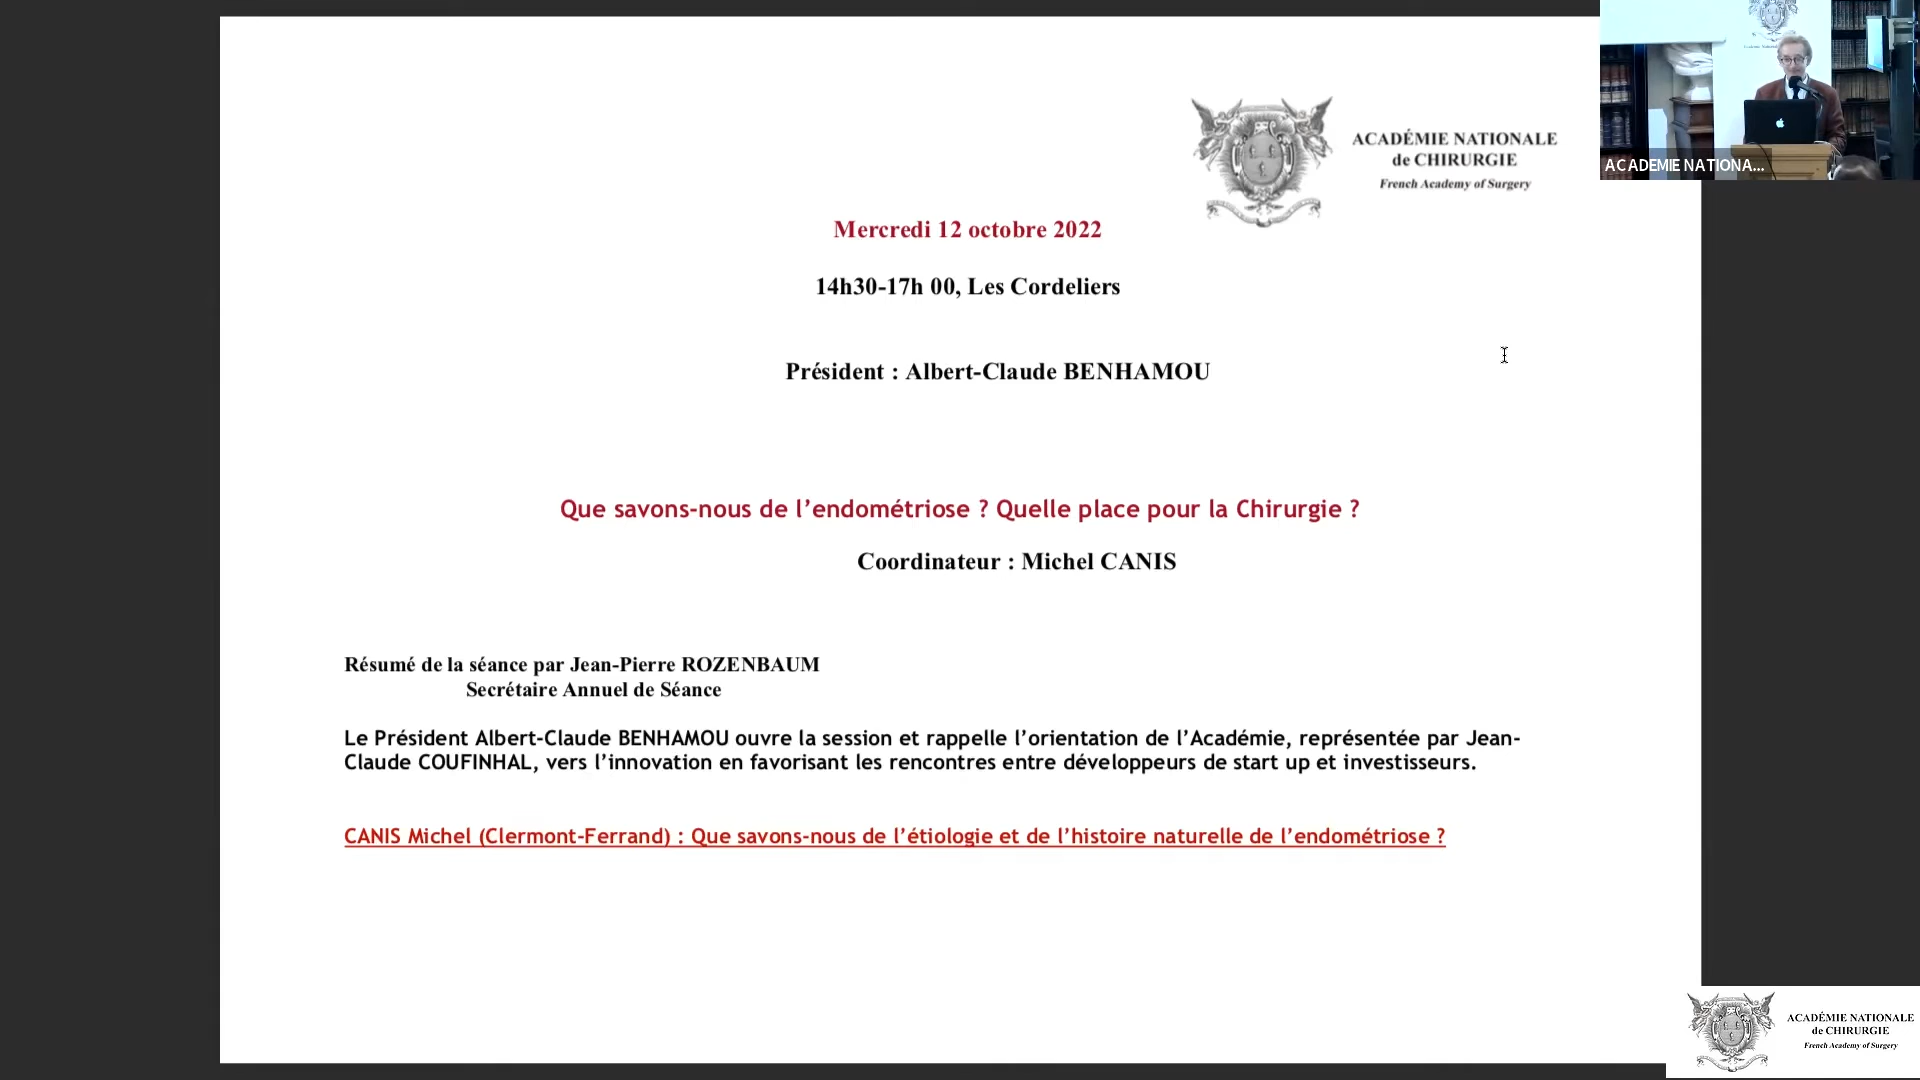 ACADÉMIE NATIONALE
de CHIRURGIE
French Academy of Surgery
ACADEMIE NATIONA...
Mercredi 12 octobre 2022
14h30-17h 00, Les Cordeliers
Président : Albert-Claude BENHAMOU
Que savons-nous de l’endométriose ? Quelle place pour la Chirurgie ?
Coordinateur : Michel CANIS
Résumé de la séance par Jean-Pierre ROZENBAUM
Secrétaire Annuel de Séance
Le Président Albert-Claude BENHAMOU ouvre la session et rappelle l’orientation de l’Académie, représentée par Jean-
Claude COUFINHAL, vers l’innovation en favorisant les rencontres entre développeurs de start up et investisseurs.
CANIS Michel (Clermont-Ferrand) : Que savons-nous de l’étiologie et de l’histoire naturelle de l’endométriose ?
ACADÉMIE NATIONALE
de CHIRURGIE
French Academy of Surgery